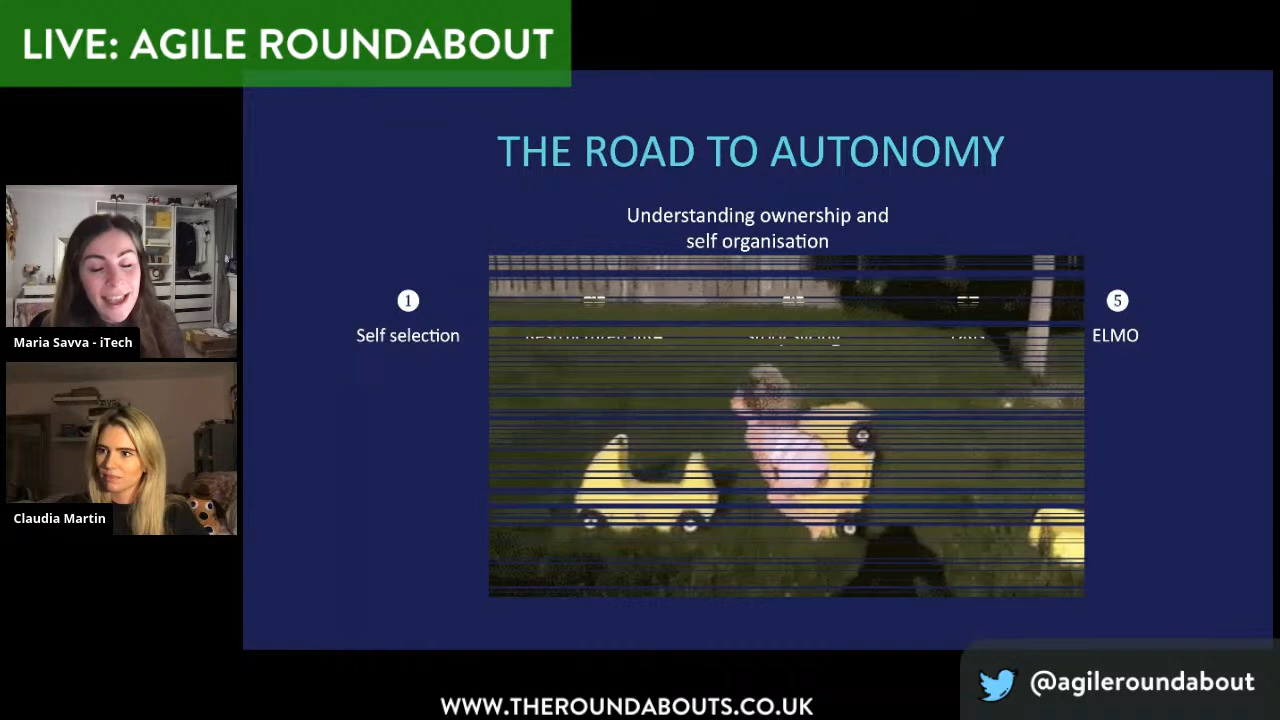 LIVE: AGILE ROUNDABOUT
THE ROAD TO AUTONOMY
Understanding ownership and
self organisation
1
Self selection
5
ELMO
Maria Savva - iTech
Claudia Martin
@agileroundabout
WWW.THEROUNDABOUTS.CO.UK